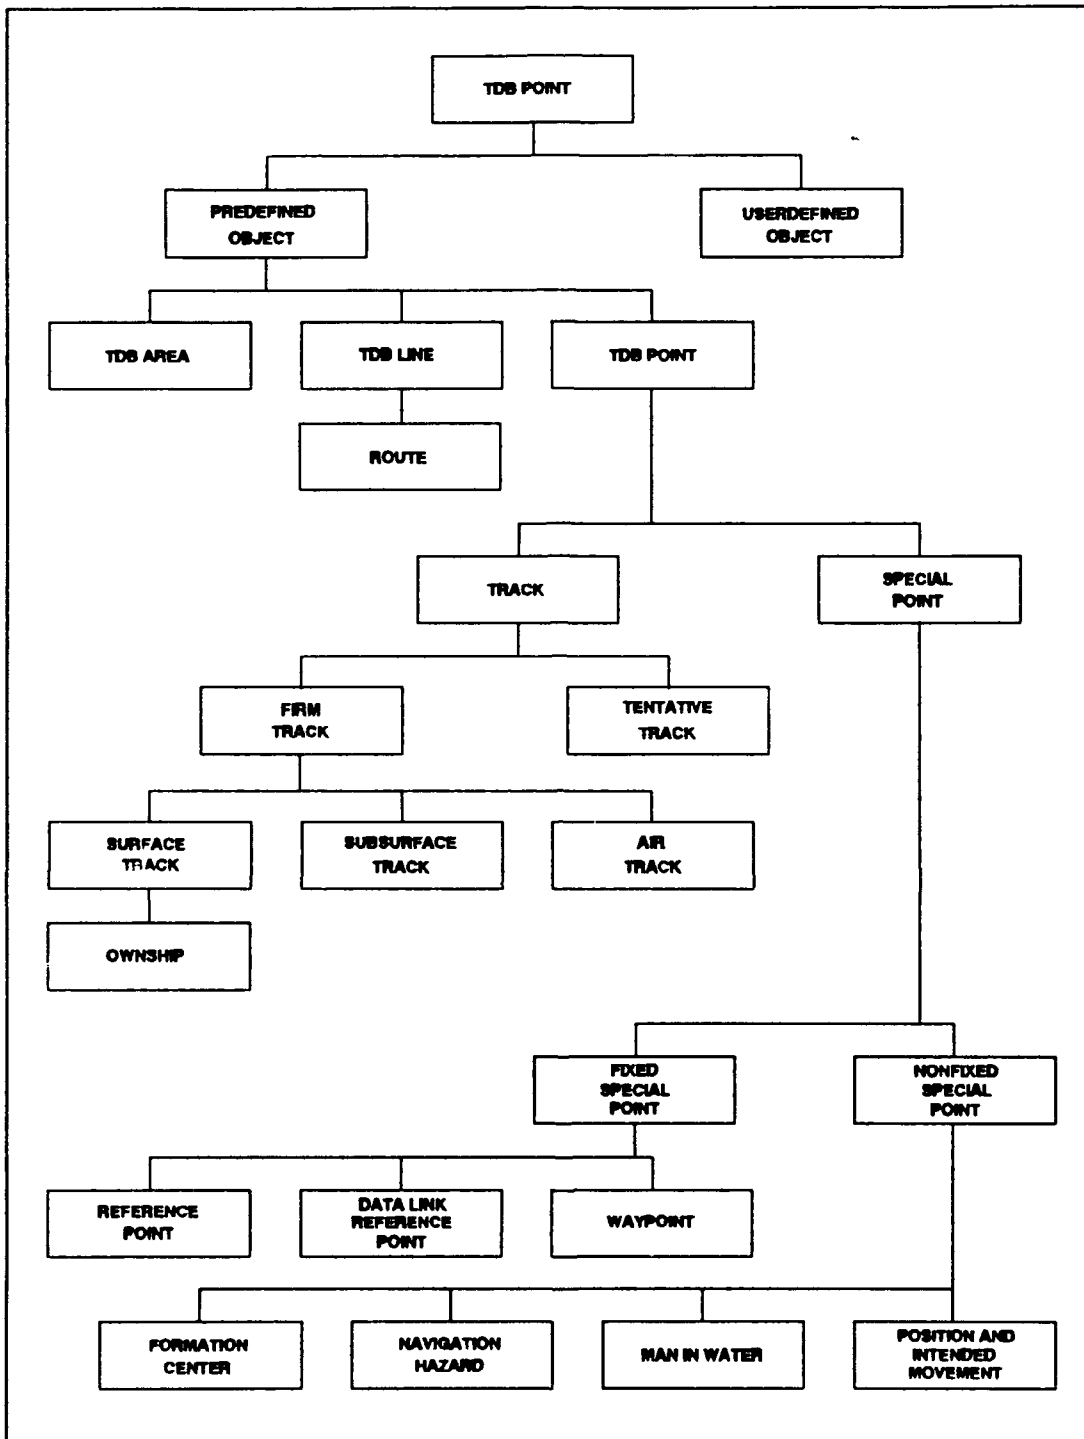 TDB POINT
PREDEFINED
OBJECT
USERDEFINED
OBJECT
TDB AREA
TDB LINE
TDB POINT
ROUTE
TRACK
SPECIAL
POINT
FIRM
TRACK
TENTATIVE
TRACK
SURFACE
TRACK
SUBSURFACE
TRACK
AIR
TRACK
OWNSHIP
FIXED
SPECIAL
POINT
NONFIXED
SPECIAL
POINT
REFERENCE
POINT
DATA LINK
REFERENCE
POINT
WAYPOINT
FORMATION
CENTER
NAVIGATION
HAZARD
MAN IN WATER
POSITION AND
INTENDED
MOVEMENT